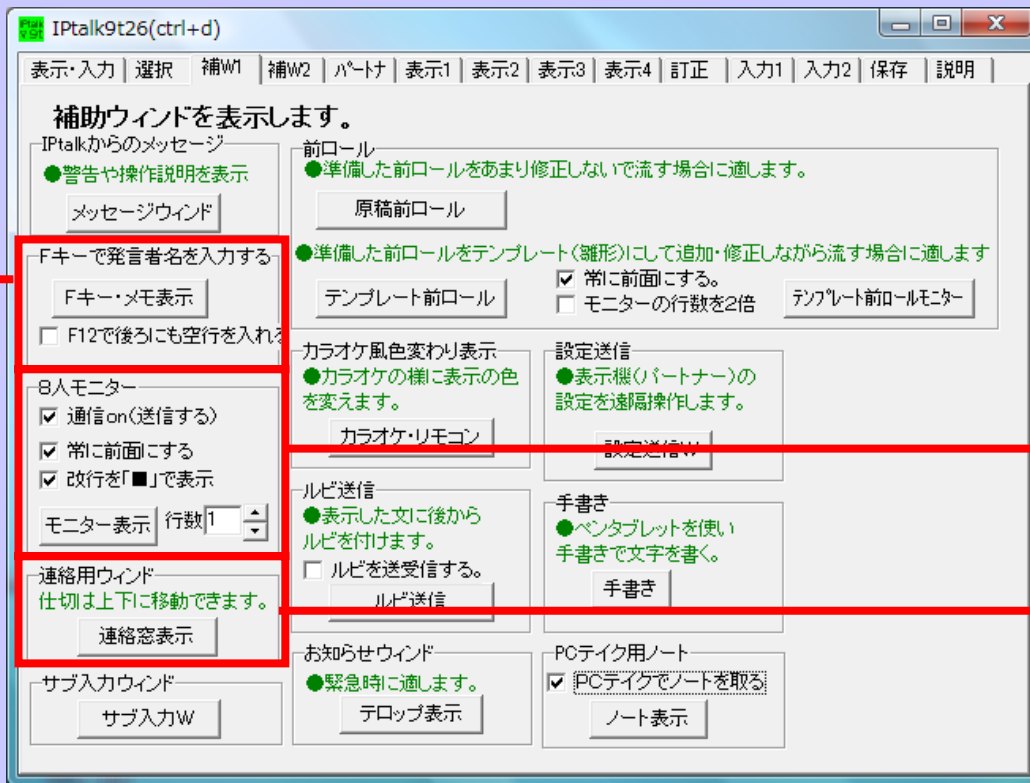 IPtalk9t26(ctrl+d)
表示・入力 選択 補W1 補W2 パートナ 表示1 表示2 表示3 表示4 訂正 入力1 入力2 保存 説明
補助ウィンドを表示します。
IPtalkからのメッセージ
●警告や操作説明を表示
メッセージウィンド
Fキーで発言者名を入力する
Fキー・メモ表示
F12で後ろにも空行を入れる
8人モニター
通信on(送信する)
常に前面にする
改行を「■」で表示
モニター表示 行数 1
連絡用ウィンド
仕切は上下に移動できます。
連絡窓表示
サブ入力ウィンド
サブ入力W
前ロール
●準備した前ロールをあまり修正しないで流す場合に適します。
原稿前ロール
●準備した前ロールをテンプレート(雛形)にして追加・修正しながら流す場合に適します
テンプレート前ロール
常に前面にする。
モニターの行数を2倍
テンプレート前ロールモニター
カラオケ風色変わり表示
●カラオケの様に表示の色
を変えます。
カラオケ・リモコン
設定送信
●表示機(パートナー)の
設定を遠隔操作します。
設定送信W
ルビ送信
●表示した文に後から
ルビを付けます。
ルビを送受信する。
ルビ送信
手書き
●ペンタブレットを使い
手書きで文字を書く。
手書き
お知らせウィンド
●緊急時に適します。
テロップ表示
PCテイク用ノート
PCテイクでノートを取る
ノート表示